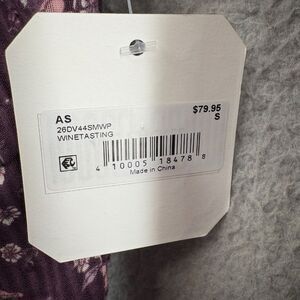 AS
$79.95
26DV44SMWP
S
WINETASTING
4 10005 18478 8
Made in China